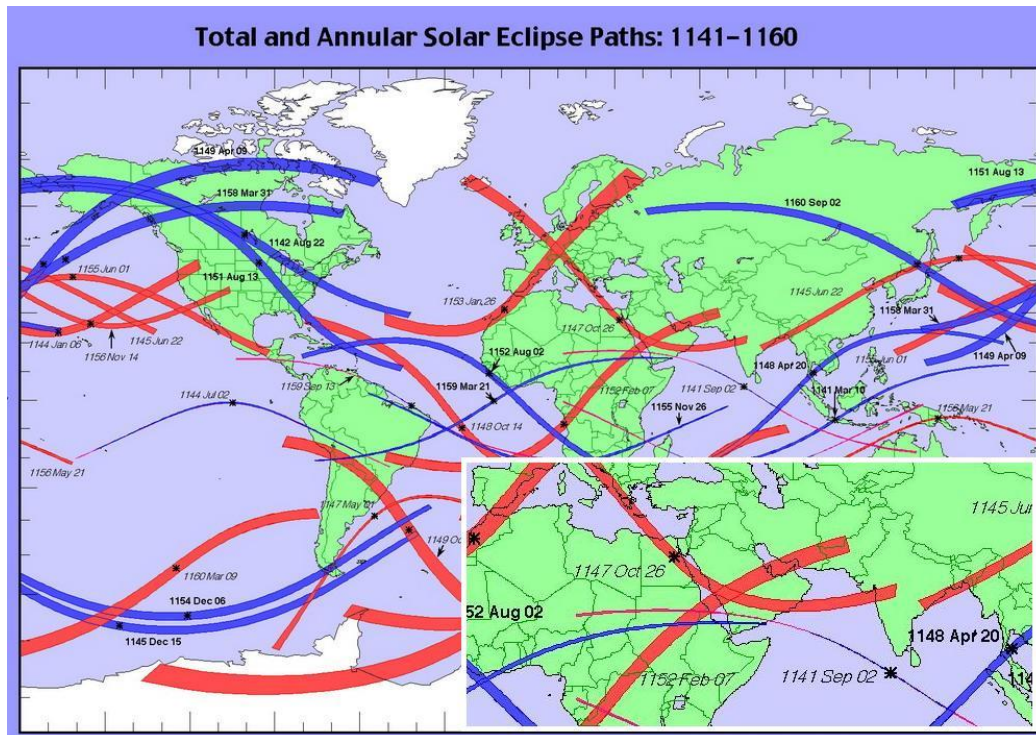 Total and Annular Solar Eclipse Paths: 1141–1160
1149 Apr 09
1151 Aug 13
1158 Mar 31
1160 Sep 02
1142 Aug 22
1155 Jun 01
1151 Aug 13
1145 Jun 22
1153 Jan 26
1147 Oct 26
1158 Mar 31
1144 Jan 06
1145 Jun 22
1156 Nov 14
1152 Aug 02
1148 Apr 20
1155 Jun 01
1149 Apr 09
1159 Sep 13
1159 Mar 21
1152 Feb 07
1141 Sep 02
1141 Mar 10
1144 Jul 02
1155 Nov 26
1156 May 21
1148 Oct 14
1156 May 21
1147 May 01
1149 Oc
1160 Mar 09
1154 Dec 06
1145 Dec 15
1145 Jur
1147 Oct 26
52 Aug 02
1148 Apr 20
1152 Feb 07
1141 Sep 02
114